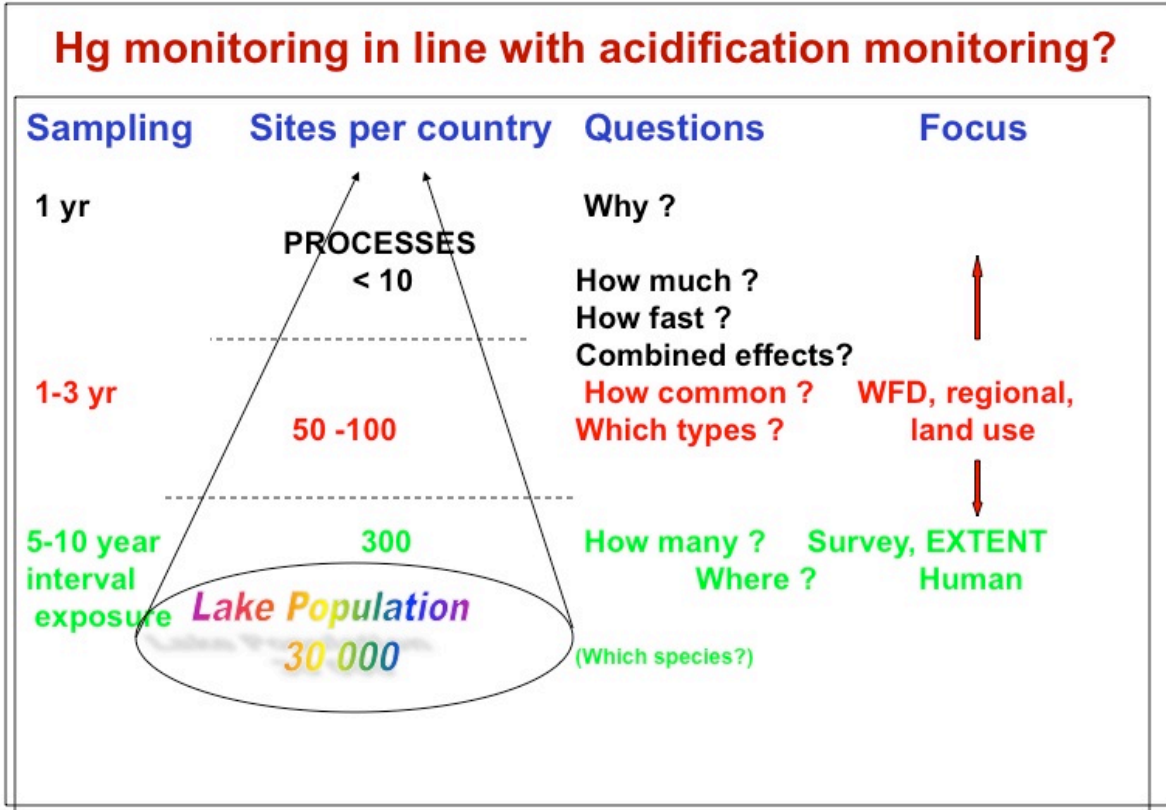 Hg monitoring in line with acidification monitoring?
Sampling Sites per country Questions Focus
1 yr Why ?
PROCESSES
< 10 How much ?
How fast ?
Combined effects?
1-3 yr How common ? WFD, regional,
50 -100 Which types ? land use
5-10 year 300 How many ? Survey, EXTENT
interval Where ? Human
exposure Lake Population
30 000 (Which species?)